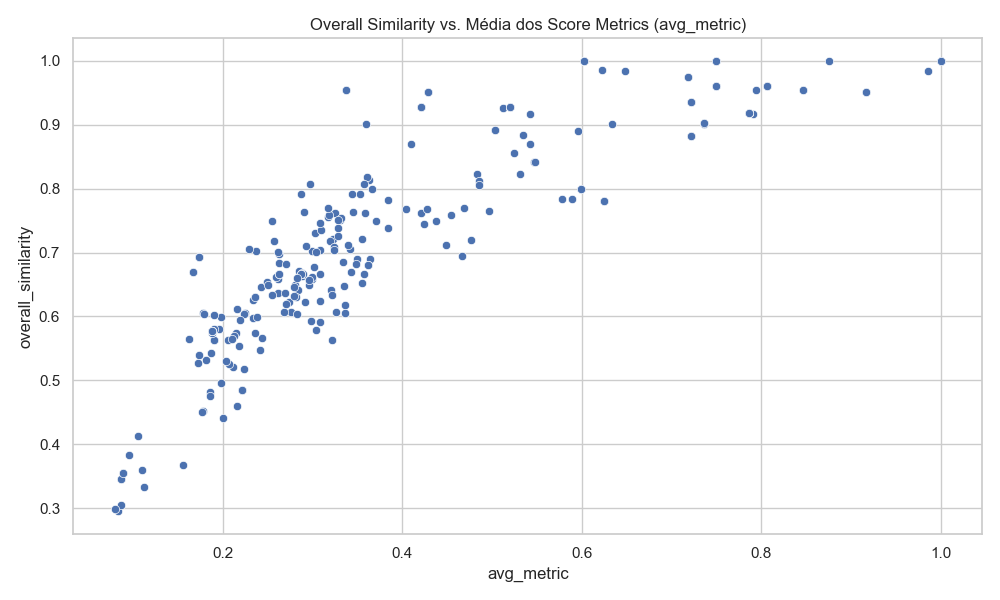 Overall Similarity vs. Média dos Score Metrics (avg_metric)
1.0
0.9
0.8
0.7
0.6
0.5
0.4
0.3
overall_similarity
0.2 0.4 0.6 0.8 1.0
avg_metric